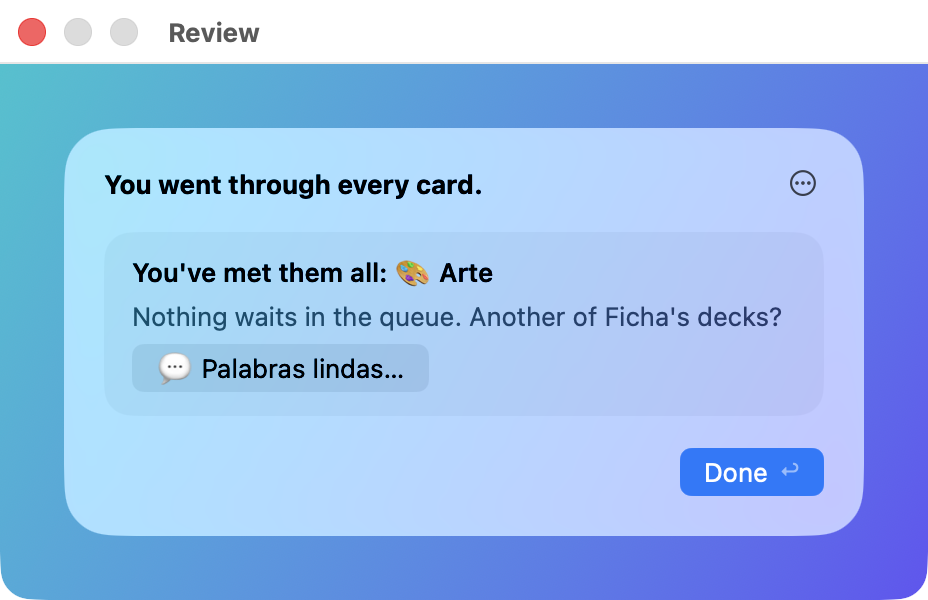 Review
You went through every card.
You've met them all: 🎨 Arte
Nothing waits in the queue. Another of Ficha's decks?
💬 Palabras lindas...
Done